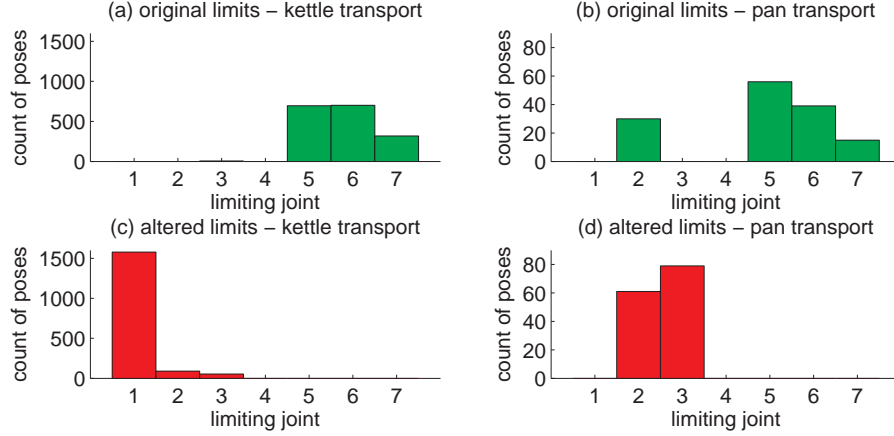 (a) original limits – kettle transport
count of poses
1500
1000
500
0
1 2 3 4 5 6 7
limiting joint
(b) original limits – pan transport
count of poses
80
60
40
20
0
1 2 3 4 5 6 7
limiting joint
(c) altered limits – kettle transport
count of poses
1500
1000
500
0
1 2 3 4 5 6 7
limiting joint
(d) altered limits – pan transport
count of poses
80
60
40
20
0
1 2 3 4 5 6 7
limiting joint